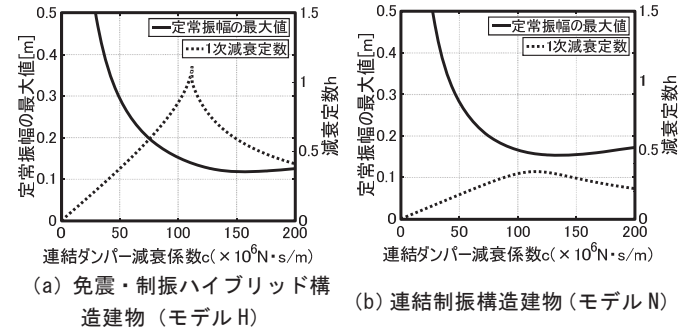 定常振幅の最大値[m]
0.5
0.4
0.3
0.2
0.1
0
定常振幅の最大値
1次減衰定数
1.5
1
0.5
0
減衰定数h
0 50 100 150 200
連結ダンパー減衰係数c(×10⁶N・s/m)
(a) 免震・制振ハイブリッド構
造建物 (モデルH)
定常振幅の最大値[m]
0.5
0.4
0.3
0.2
0.1
0
定常振幅の最大値
1次減衰定数
1.5
1
0.5
0
減衰定数h
0 50 100 150 200
連結ダンパー減衰係数c(×10⁶N・s/m)
(b) 連結制振構造建物 (モデルN)